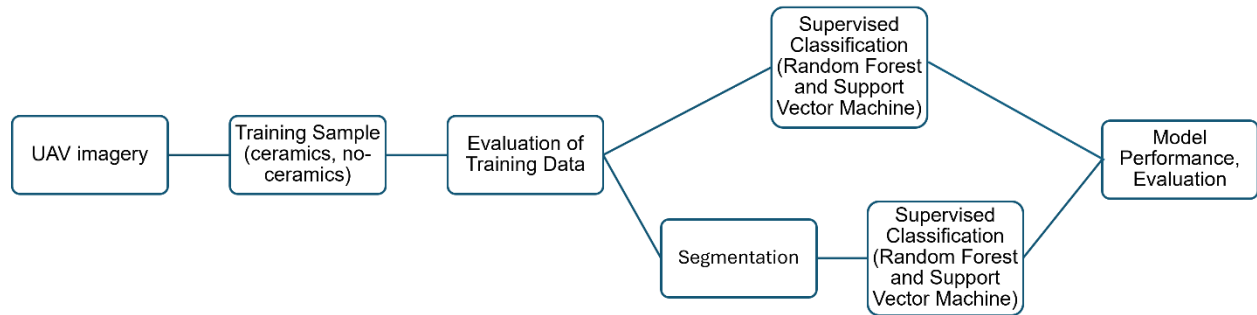 UAV imagery
Training Sample
(ceramics, no-
ceramics)
Evaluation of
Training Data
Supervised
Classification
(Random Forest
and Support
Vector Machine)
Segmentation
Supervised
Classification
(Random Forest
and Support
Vector Machine)
Model
Performance,
Evaluation